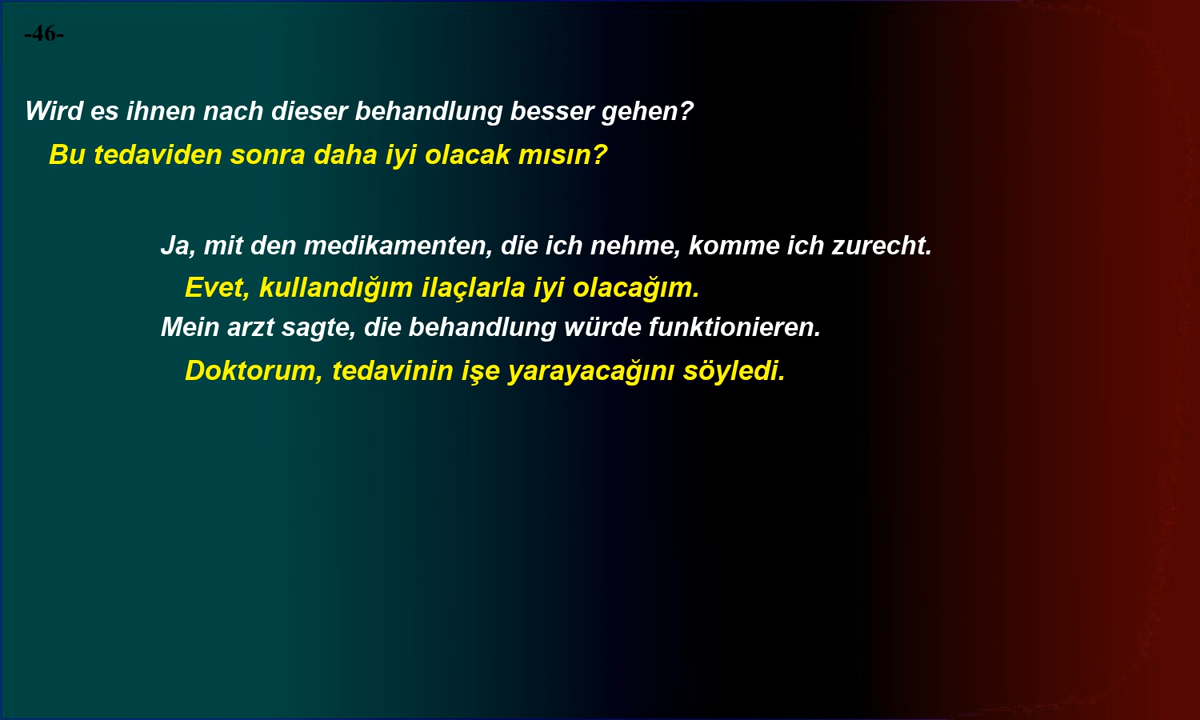 -46-
Wird es ihnen nach dieser behandlung besser gehen?
Bu tedaviden sonra daha iyi olacak mısın?
Ja, mit den medikamenten, die ich nehme, komme ich zurecht.
Evet, kullandığım ilaçlarla iyi olacağım.
Mein arzt sagte, die behandlung würde funktionieren.
Doktorum, tedavinin işe yarayacağını söyledi.